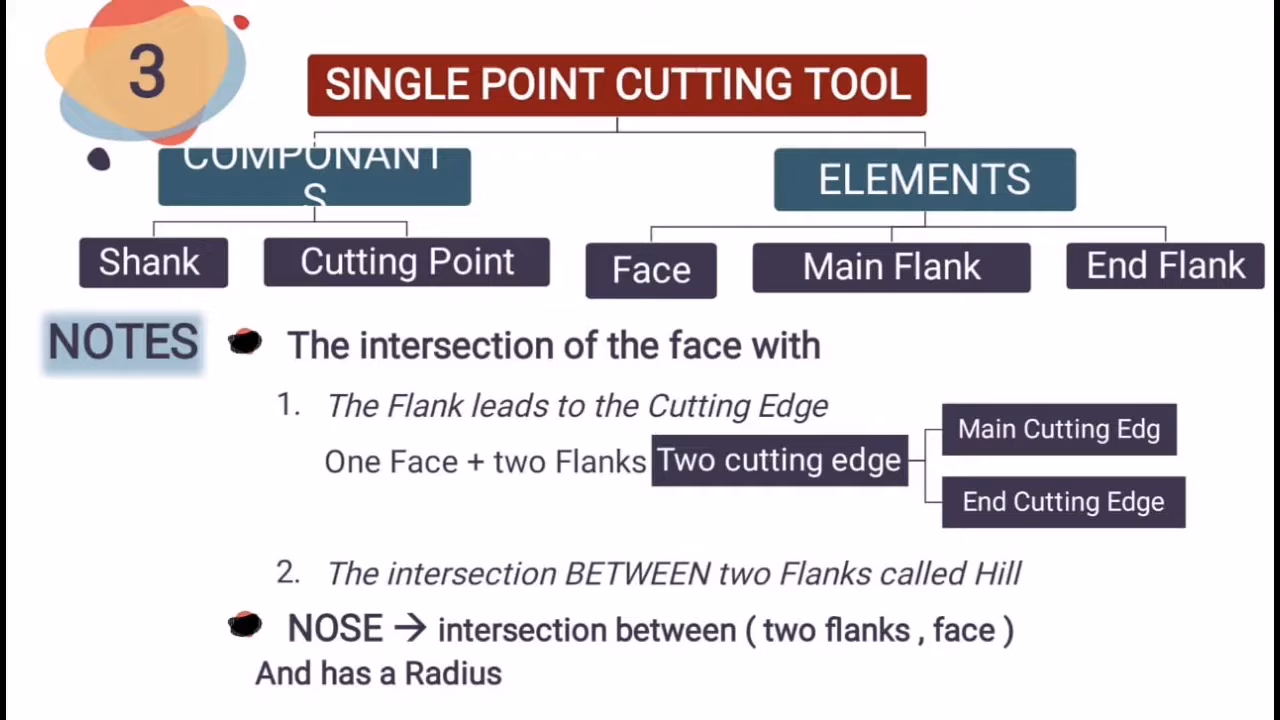 3
SINGLE POINT CUTTING TOOL
COMPONANT
S
ELEMENTS
Shank
Cutting Point
Face
Main Flank
End Flank
NOTES
The intersection of the face with
1. The Flank leads to the Cutting Edge
One Face + two Flanks Two cutting edge
Main Cutting Edg
End Cutting Edge
2. The intersection BETWEEN two Flanks called Hill
NOSE → intersection between ( two flanks , face )
And has a Radius